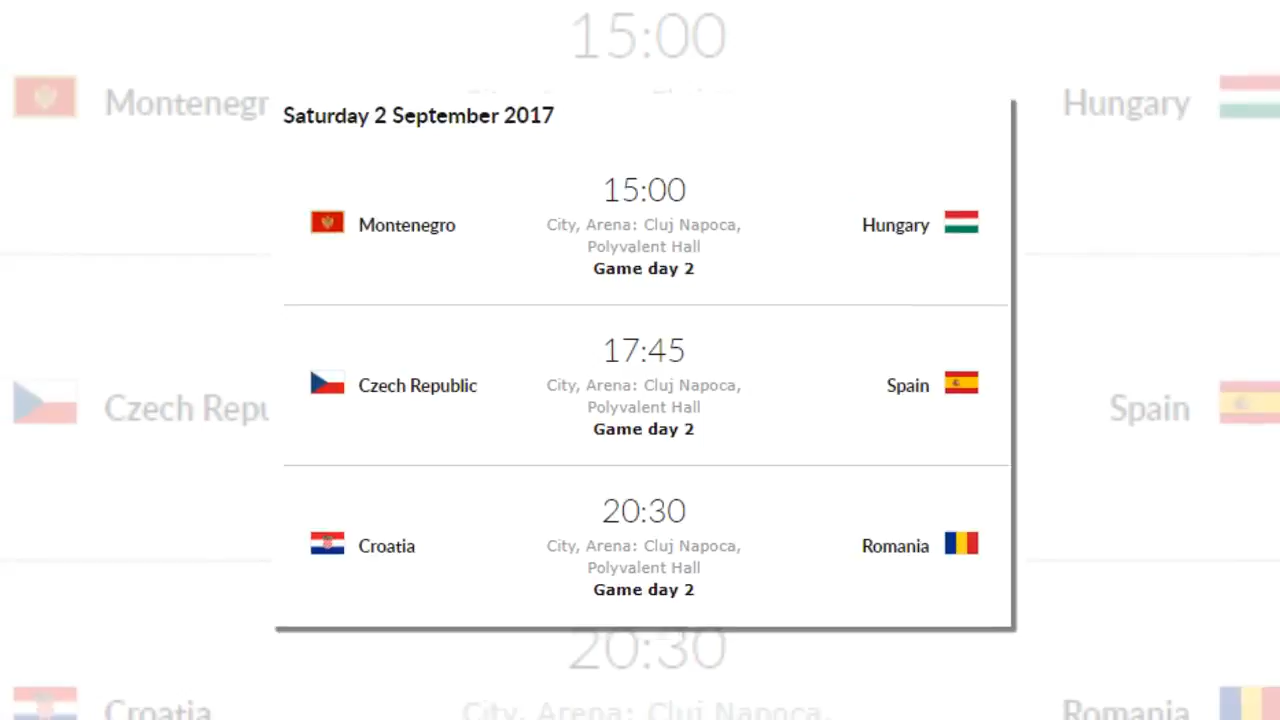 15:00
Montenegr
Hungary
Saturday 2 September 2017
15:00
Montenegro
City, Arena: Cluj Napoca,
Polyvalent Hall
Game day 2
Hungary
17:45
Czech Republic
City, Arena: Cluj Napoca,
Polyvalent Hall
Game day 2
Spain
Czech Repu
Spain
20:30
Croatia
City, Arena: Cluj Napoca,
Polyvalent Hall
Game day 2
Romania
20:30
Croatia
City, Arena: Cluj Napoca,
Romania